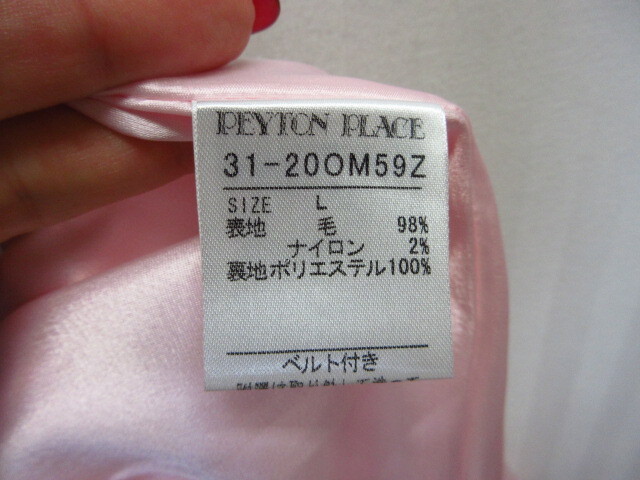 PEYTON PLACE
31-20OM59Z
SIZE L
表地 毛 98%
ナイロン 2%
裏地ポリエステル100%
ベルト付き